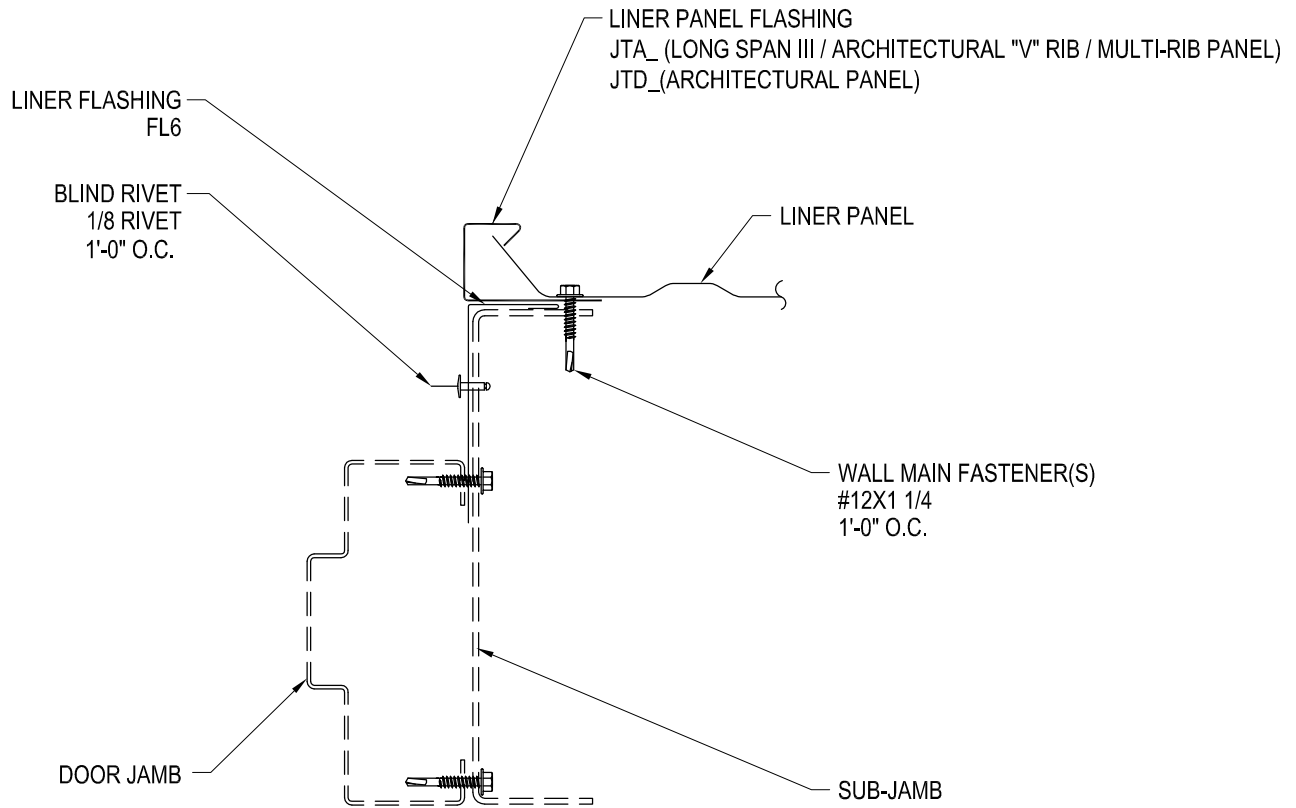 LINER PANEL FLASHING
JTA_ (LONG SPAN III / ARCHITECTURAL "V" RIB / MULTI-RIB PANEL)
JTD_(ARCHITECTURAL PANEL)
LINER FLASHING
FL6
BLIND RIVET
1/8 RIVET
1'-0" O.C.
LINER PANEL
WALL MAIN FASTENER(S)
#12X1 1/4
1'-0" O.C.
DOOR JAMB
SUB-JAMB